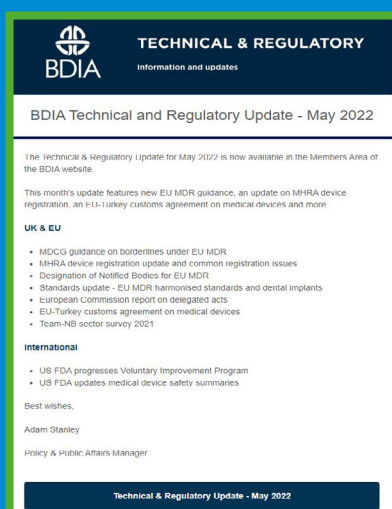 BDIA
TECHNICAL & REGULATORY
Information and updates
BDIA Technical and Regulatory Update - May 2022
The Technical & Regulatory Update for May 2022 is now available in the Members Area of
the BDIA website.
This month's update features new EU MDR guidance, an update on MHRA device
registration, an EU-Turkey customs agreement on medical devices and more.
UK & EU
• MDCG guidance on borderlines under EU MDR
• MHRA device registration update and common registration issues
• Designation of Notified Bodies for EU MDR
• Standards update - EU MDR harmonised standards and dental implants
• European Commission report on delegated acts
• EU-Turkey customs agreement on medical devices
• Team-NB sector survey 2021
International
• US FDA progresses Voluntary Improvement Program
• US FDA updates medical device safety summaries
Best wishes,
Adam Stanley
Policy & Public Affairs Manager
Technical & Regulatory Update - May 2022